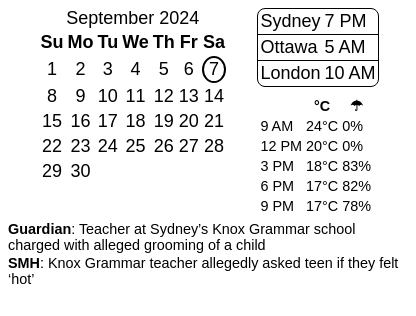 September 2024
Su Mo Tu We Th Fr Sa
1 2 3 4 5 6 7
8 9 10 11 12 13 14
15 16 17 18 19 20 21
22 23 24 25 26 27 28
29 30
Sydney 7 PM
Ottawa 5 AM
London 10 AM
°C ☂
9 AM 24°C 0%
12 PM 20°C 0%
3 PM 18°C 83%
6 PM 17°C 82%
9 PM 17°C 78%
Guardian: Teacher at Sydney’s Knox Grammar school
charged with alleged grooming of a child
SMH: Knox Grammar teacher allegedly asked teen if they felt
‘hot’